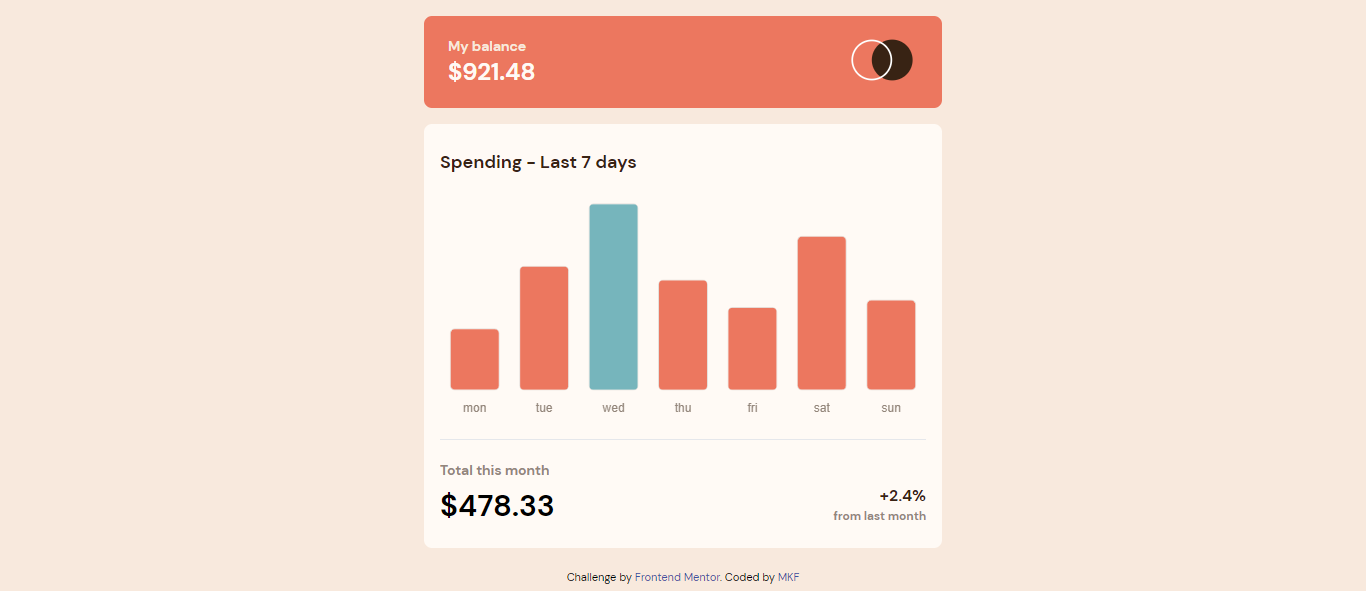 My balance
$921.48
Spending - Last 7 days
mon tue wed thu fri sat sun
Total this month
$478.33
+2.4%
from last month
Challenge by Frontend Mentor. Coded by MKF